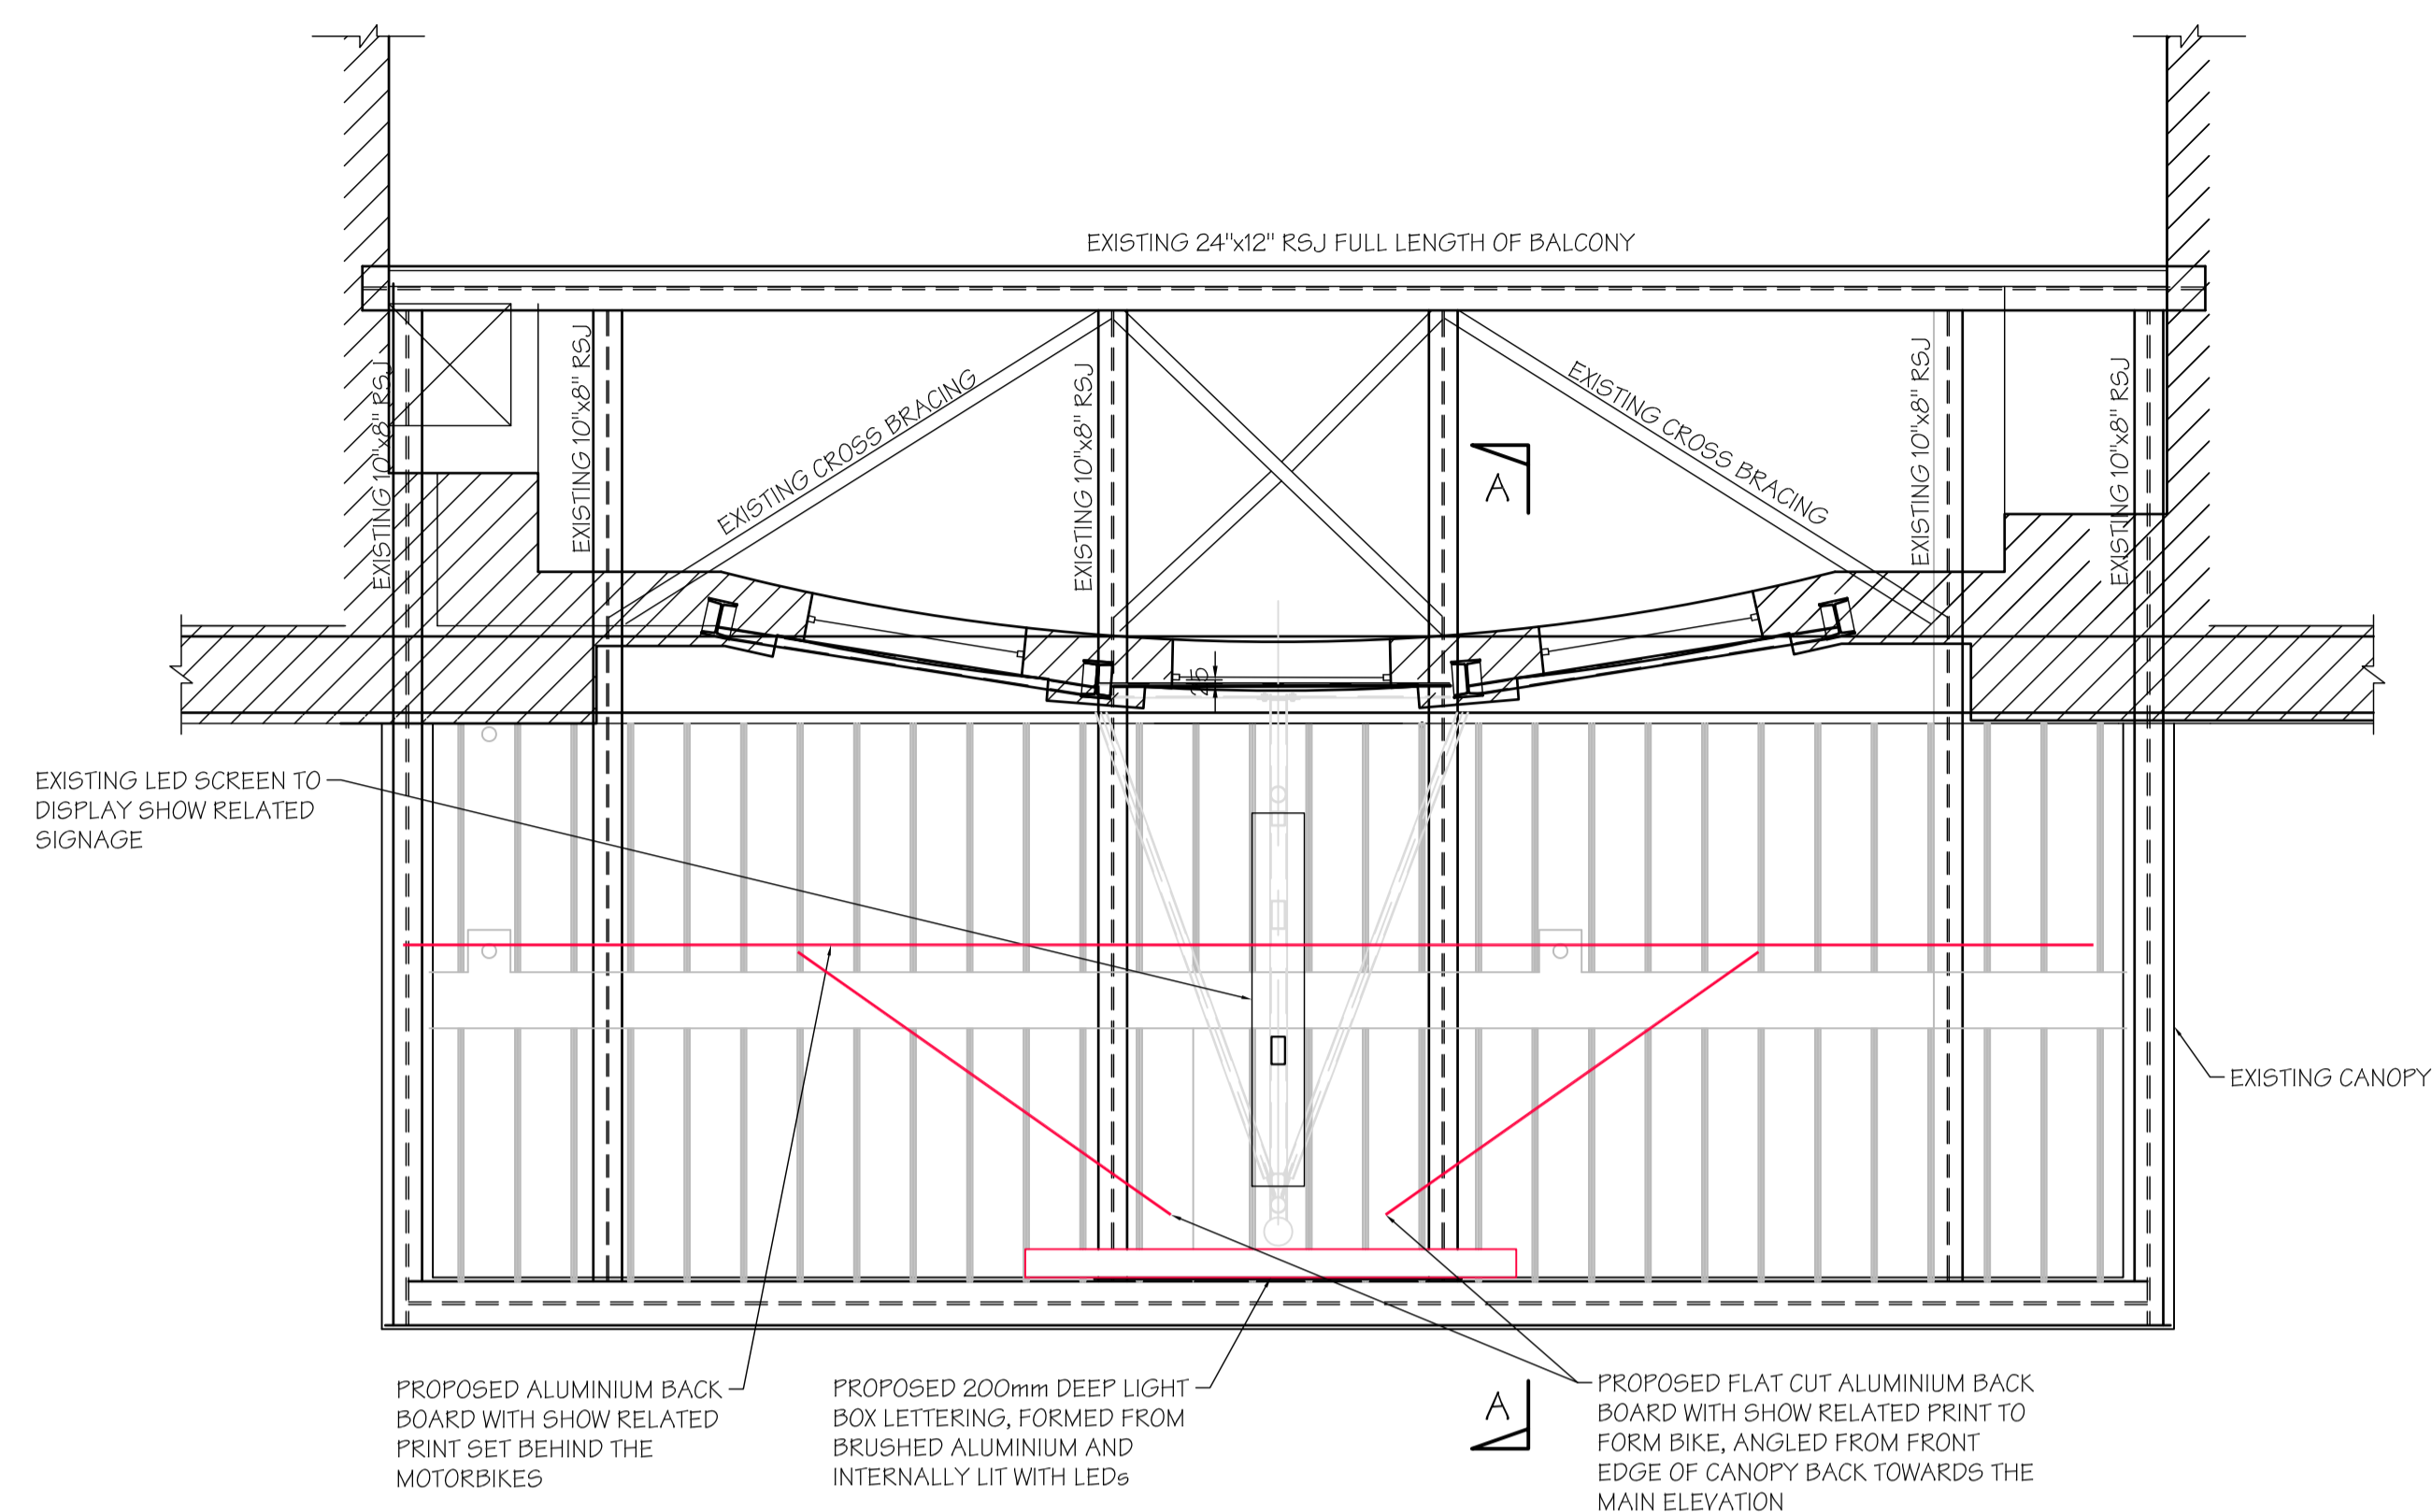 EXISTING 24"x12" RSJ FULL LENGTH OF BALCONY
EXISTING 10"x8" RSJ
EXISTING 10"x8" RSJ
EXISTING CROSS BRACING
EXISTING 10"x8" RSJ
EXISTING CROSS BRACING
EXISTING 10"x8" RSJ
EXISTING 10"x8" RSJ
A
25
EXISTING LED SCREEN TO
DISPLAY SHOW RELATED
SIGNAGE
EXISTING CANOPY
PROPOSED ALUMINIUM BACK
BOARD WITH SHOW RELATED
PRINT SET BEHIND THE
MOTORBIKES
PROPOSED 200mm DEEP LIGHT
BOX LETTERING, FORMED FROM
BRUSHED ALUMINIUM AND
INTERNALLY LIT WITH LEDs
A
PROPOSED FLAT CUT ALUMINIUM BACK
BOARD WITH SHOW RELATED PRINT TO
FORM BIKE, ANGLED FROM FRONT
EDGE OF CANOPY BACK TOWARDS THE
MAIN ELEVATION